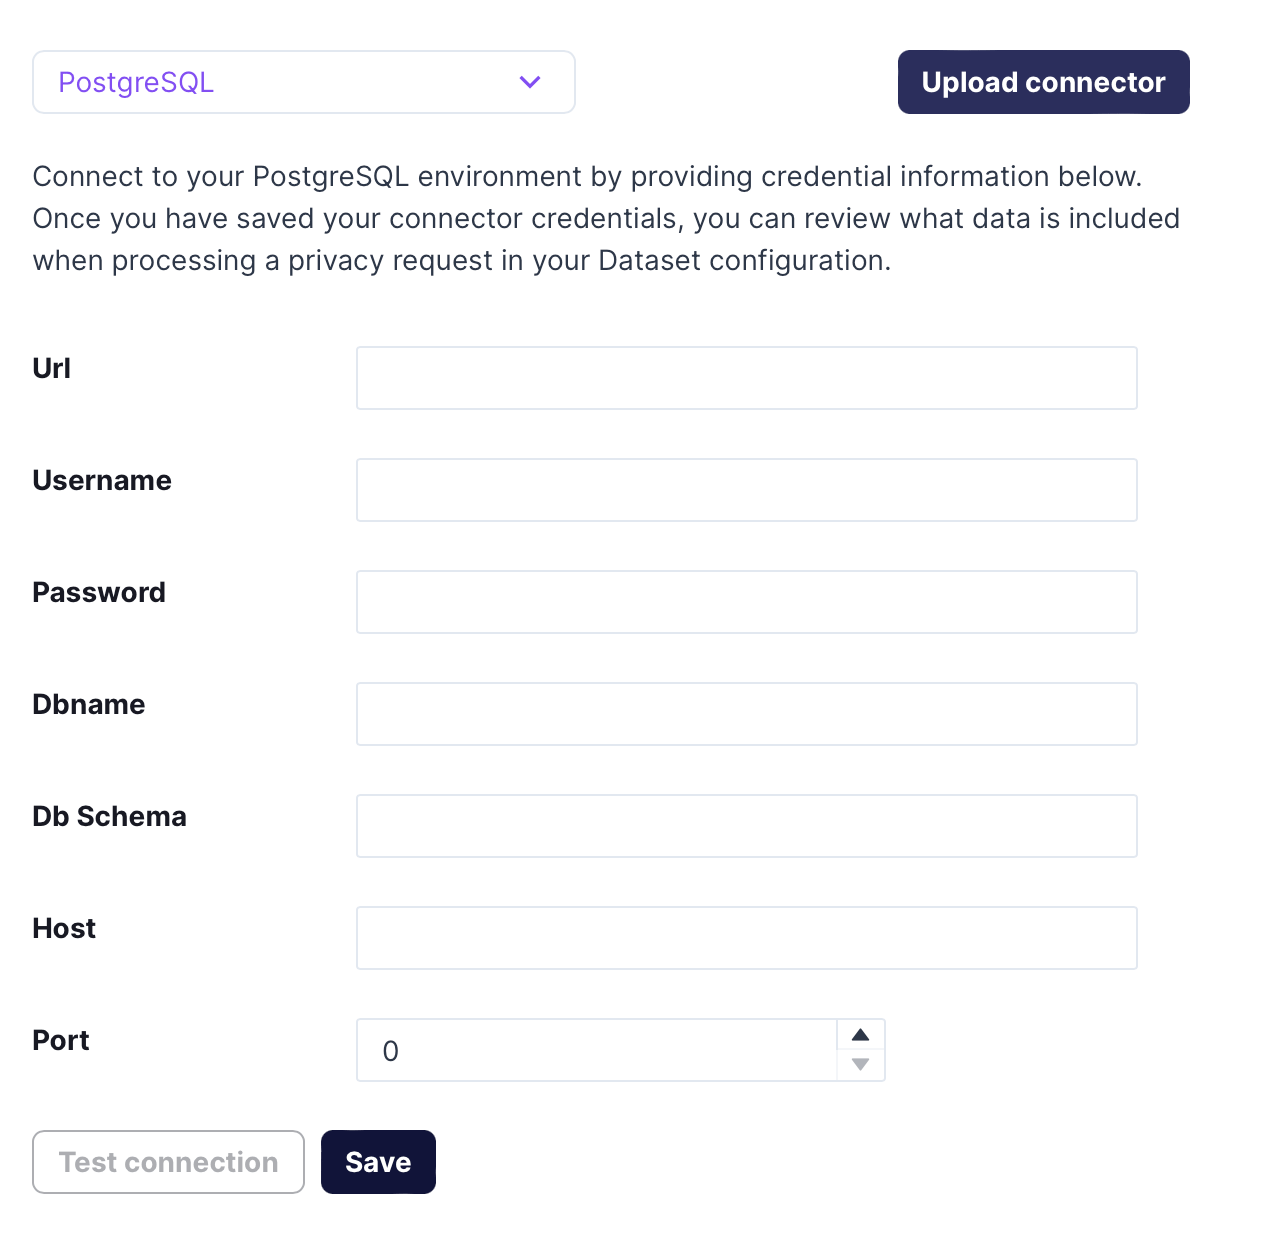 PostgreSQL
Upload connector
Connect to your PostgreSQL environment by providing credential information below.
Once you have saved your connector credentials, you can review what data is included
when processing a privacy request in your Dataset configuration.
Url
Username
Password
Dbname
Db Schema
Host
Port
0
Test connection
Save